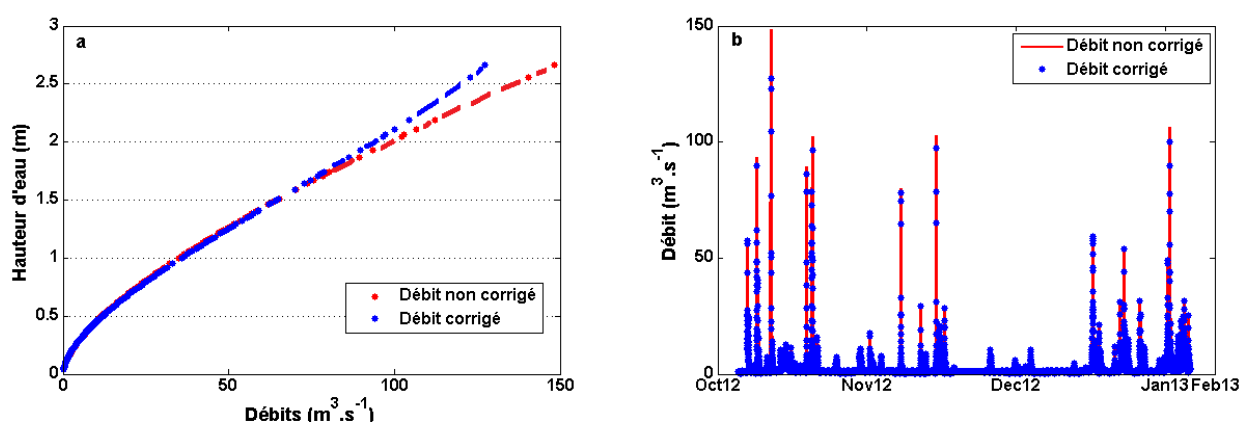 a
3
2.5
2
1.5
1
0.5
0
0
50
100
150
Hauteur d'eau (m)
Débits (m³.s⁻¹)
Débit non corrigé
Débit corrigé
b
150
100
50
0
Oct12
Nov12
Dec12
Jan13
Feb13
Débit (m³.s⁻¹)
Débit non corrigé
Débit corrigé